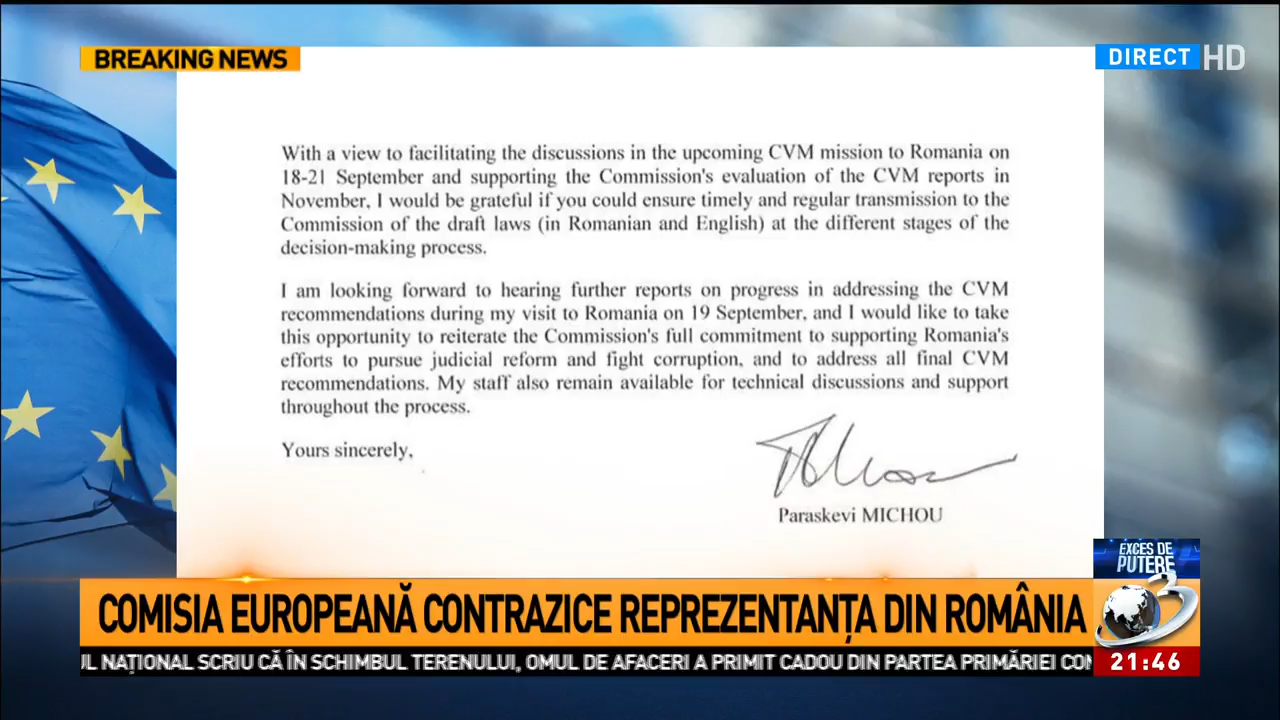 BREAKING NEWS
DIRECT HD
With a view to facilitating the discussions in the upcoming CVM mission to Romania on
18-21 September and supporting the Commission's evaluation of the CVM reports in
November, I would be grateful if you could ensure timely and regular transmission to the
Commission of the draft laws (in Romanian and English) at the different stages of the
decision-making process.
I am looking forward to hearing further reports on progress in addressing the CVM
recommendations during my visit to Romania on 19 September, and I would like to take
this opportunity to reiterate the Commission's full commitment to supporting Romania's
efforts to pursue judicial reform and fight corruption, and to address all final CVM
recommendations. My staff also remain available for technical discussions and support
throughout the process.
Yours sincerely,
Paraskevi MICHOU
EXCES DE
PUTERE
COMISIA EUROPEANĂ CONTRAZICE REPREZENTANȚA DIN ROMÂNIA
3
UL NAȚIONAL SCRIU CĂ ÎN SCHIMBUL TERENULUI, OMUL DE AFACERI A PRIMIT CADOU DIN PARTEA PRIMĂRIEI
21:46